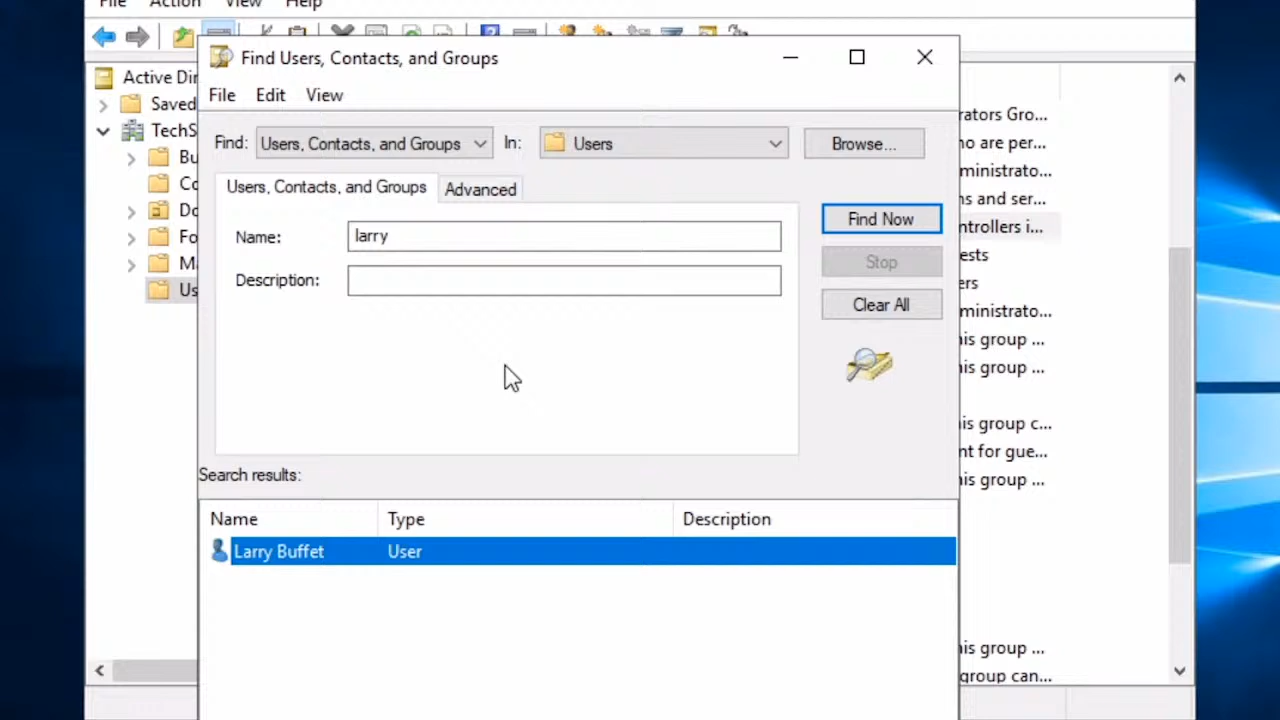 File Action View Help
Find Users, Contacts, and Groups
File Edit View
Find: Users, Contacts, and Groups In: Users Browse...
Users, Contacts, and Groups Advanced
Name: larry
Description:
Find Now
Stop
Clear All
Search results:
Name Type Description
Larry Buffet User
Active Dir
Saved
TechS
Bu
Co
Do
Fo
Ma
Us
rators Gro...
no are per...
ministrato...
ns and ser...
ntrollers i...
ests
ers
ministrato...
is group ...
is group ...
is group c...
nt for gue...
is group ...
is group ...
group can...